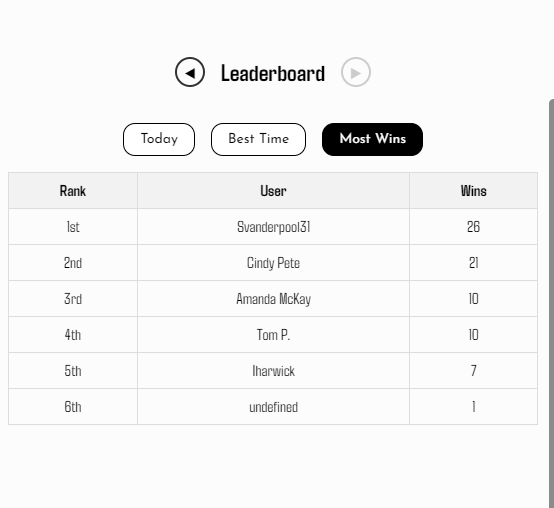 Leaderboard
Today Best Time Most Wins
Rank User Wins
1st Svanderpool31 26
2nd Cindy Pete 21
3rd Amanda McKay 10
4th Tom P. 10
5th lharwick 7
6th undefined 1